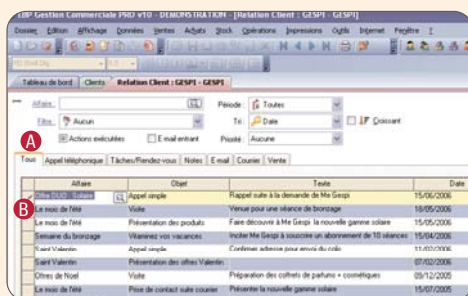 EBP Gestion Commerciale PRO v10 - DEMONSTRATION - [Relation Client : GESPI - GESPI]
Dossier Edition Affichage Données Ventes Achats Stock Opérations Impressions Outils Internet Fenêtre ?
Tableau de bord Clients Relation Client : GESPI - GESPI
Affaire Période : Toutes
Filtre Aucun Tri : Date Croissant
Actions exécutées E-mail entrant Priorité : Aucune
A
Tous Appel téléphonique Tâches/Rendez-vous Notes E-mail Courrier Vente
Affaire Objet Texte Date
Offre DUO - Solaire Appel simple Rappel suite à la demande de Me Gespi 15/06/2006
B
Le mois de l'été Visite Venue pour une séance de bronzage 18/05/2006
Le mois de l'été Présentation des produits Faire découvrir à Me Gespi la nouvelle gamme solaire 15/05/2006
Semaine du bronzage Vitaminez vos vacances Inciter Me Gespi à souscrire un abonnement de 10 séances 15/04/2006
Saint Valentin Appel simple Confirmer adresse pour envoi du colis 11/02/2006
Saint Valentin Présentation des offres Valentin 07/02/2006
Offres de Noel Visite Préparation des coffrets de parfums + cosmétiques 09/12/2005
Le mois de l'été Prise de contact suite courrier Présenter la nouvelle gamme solaire 15/07/2005